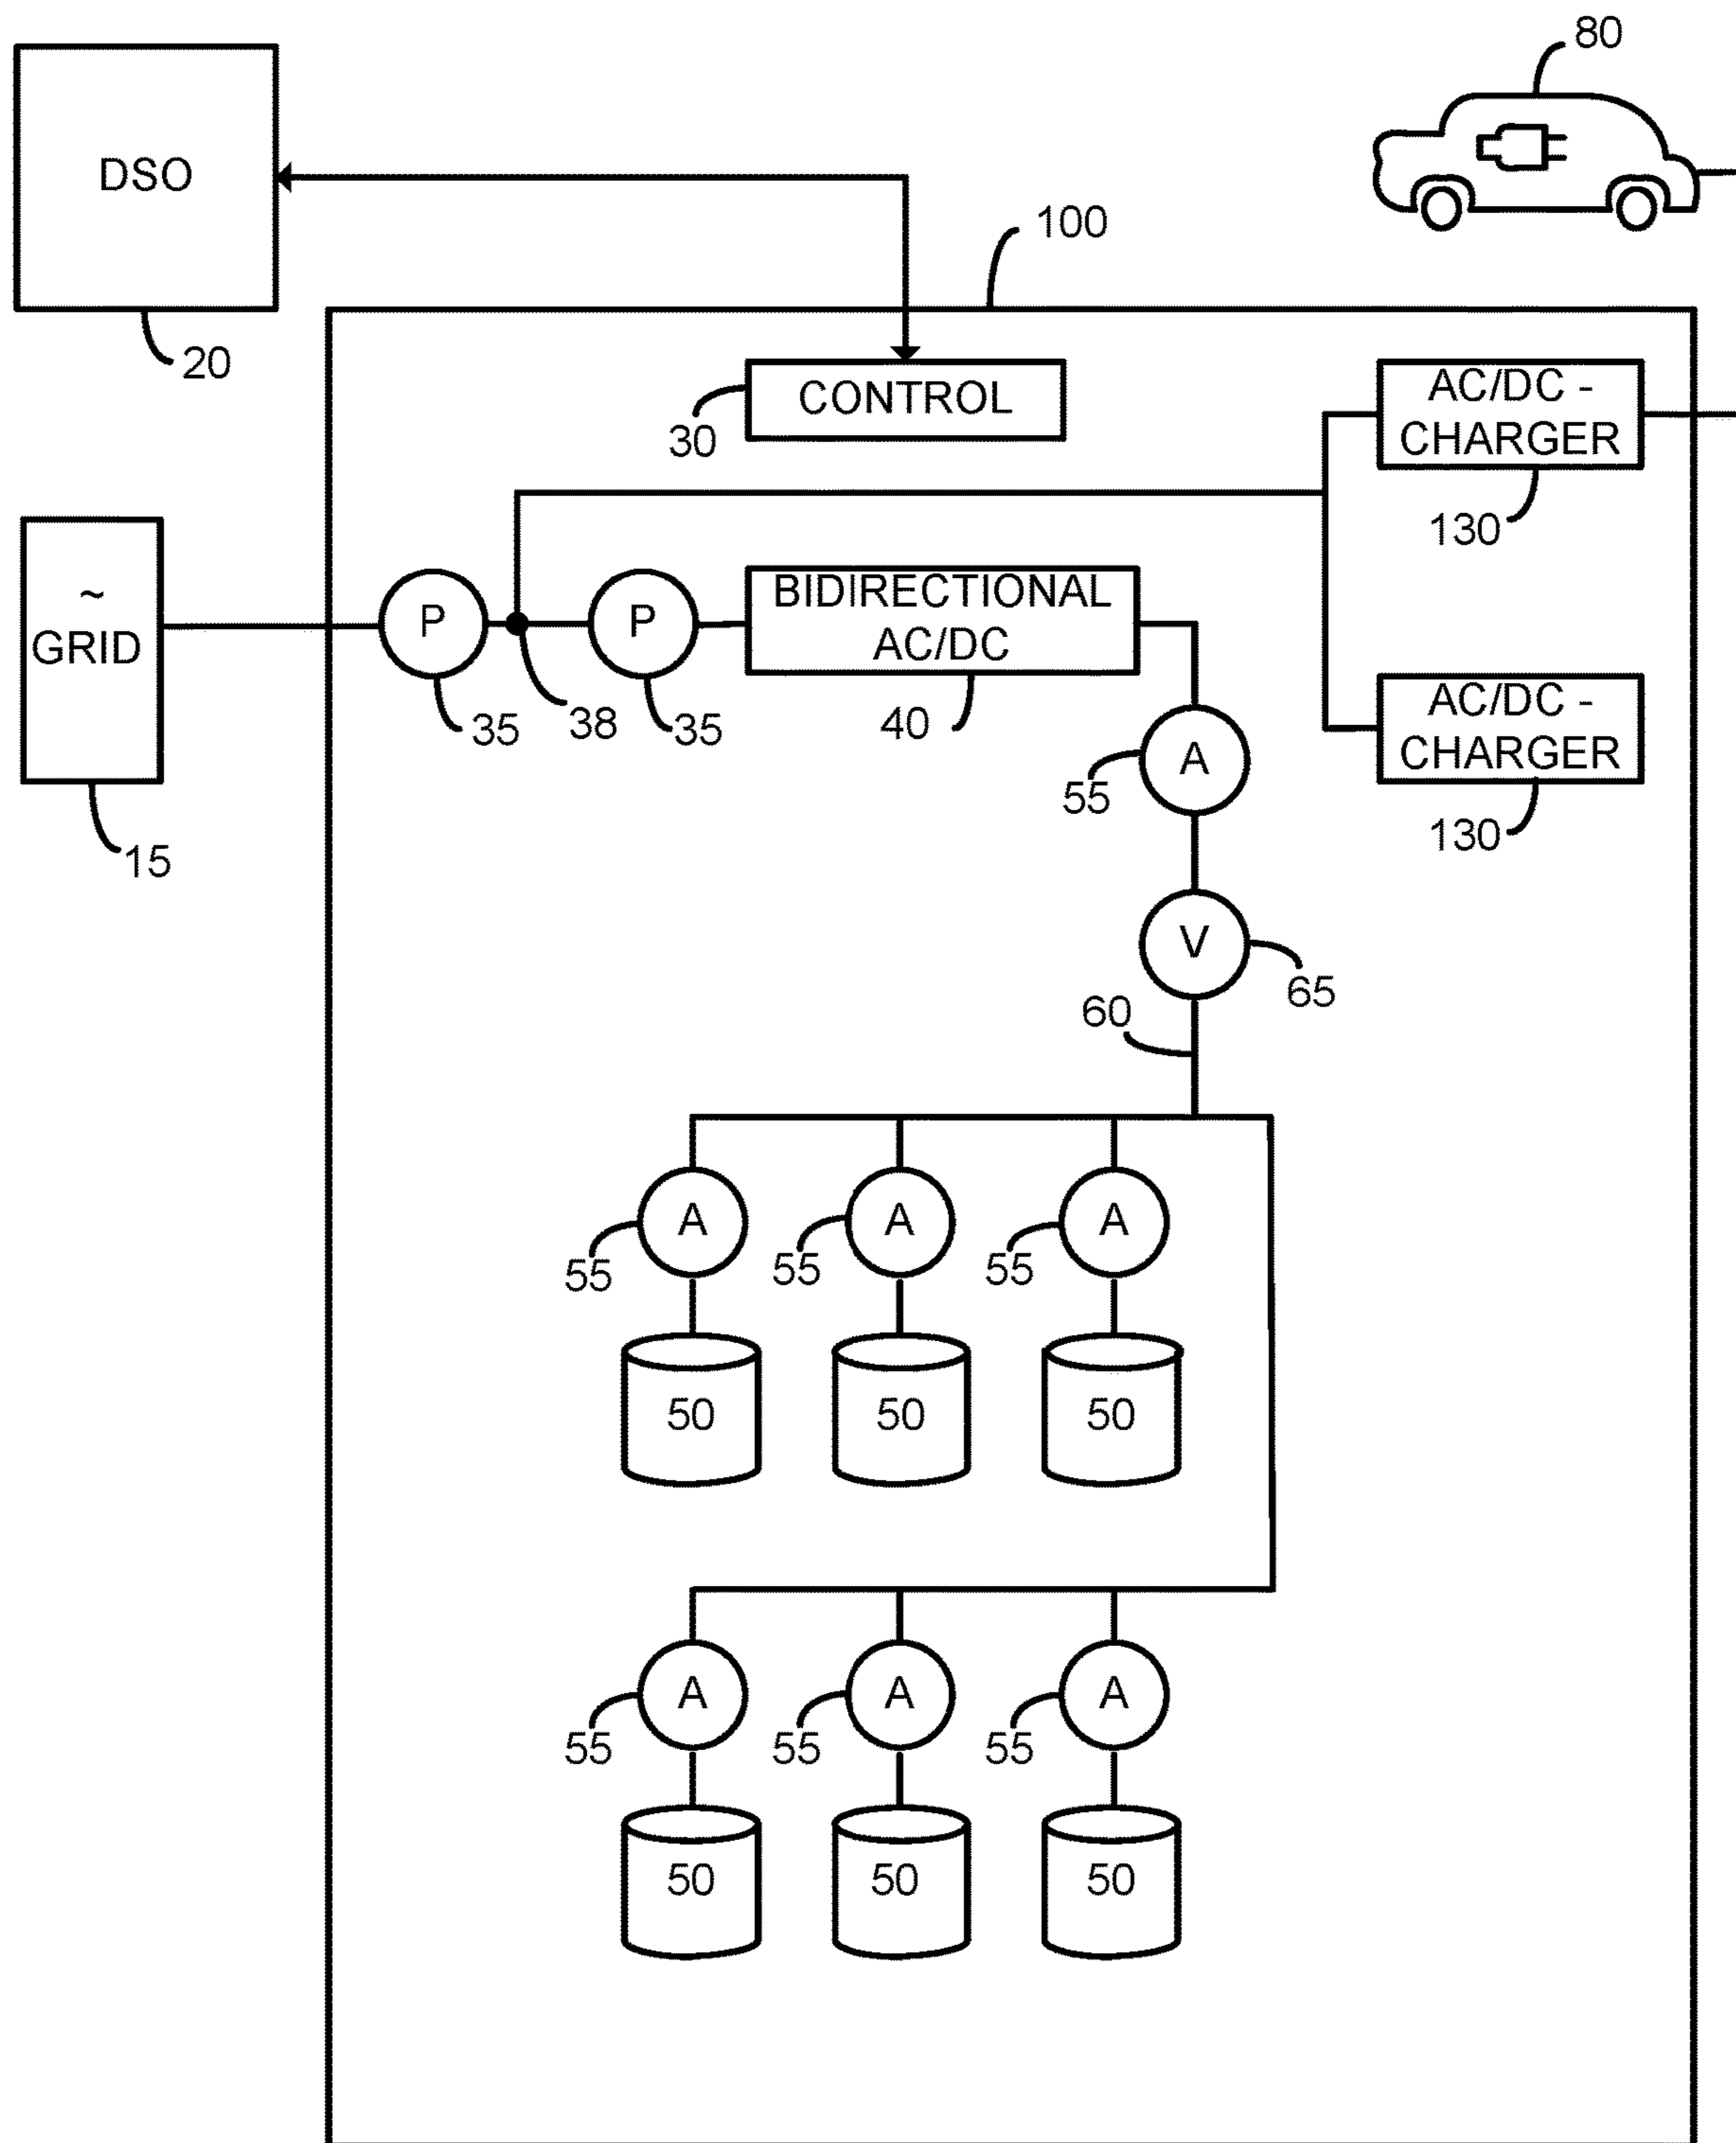 80
DSO
100
20
CONTROL
30
AC/DC -
CHARGER
130
~
GRID
15
P
35
38
P
35
BIDIRECTIONAL
AC/DC
40
AC/DC -
CHARGER
130
A
55
V
65
60
A
A
A
55
55
55
50
50
50
A
A
A
55
55
55
50
50
50